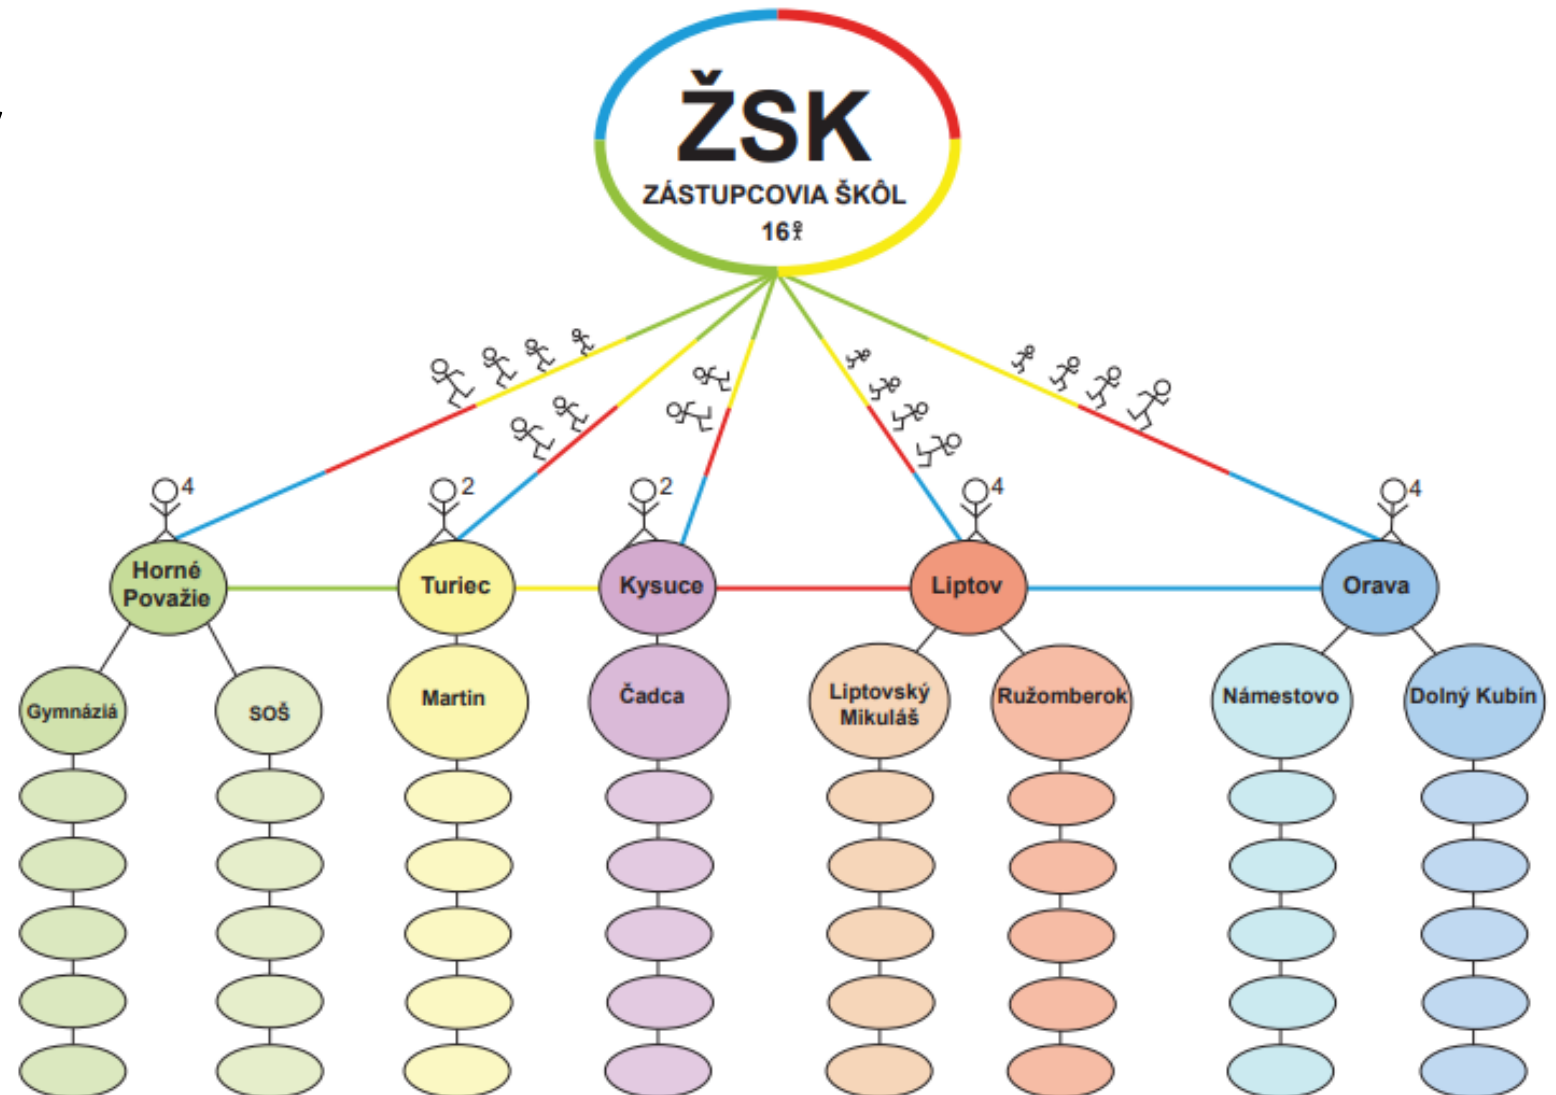 ŽSK
ZÁSTUPCOVIA ŠKÔL
16
4
2
2
4
4
Horné
Považie
Turiec
Kysuce
Liptov
Orava
Gymnáziá
SOŠ
Martin
Čadca
Liptovský
Mikuláš
Ružomberok
Námestovo
Dolný Kubín